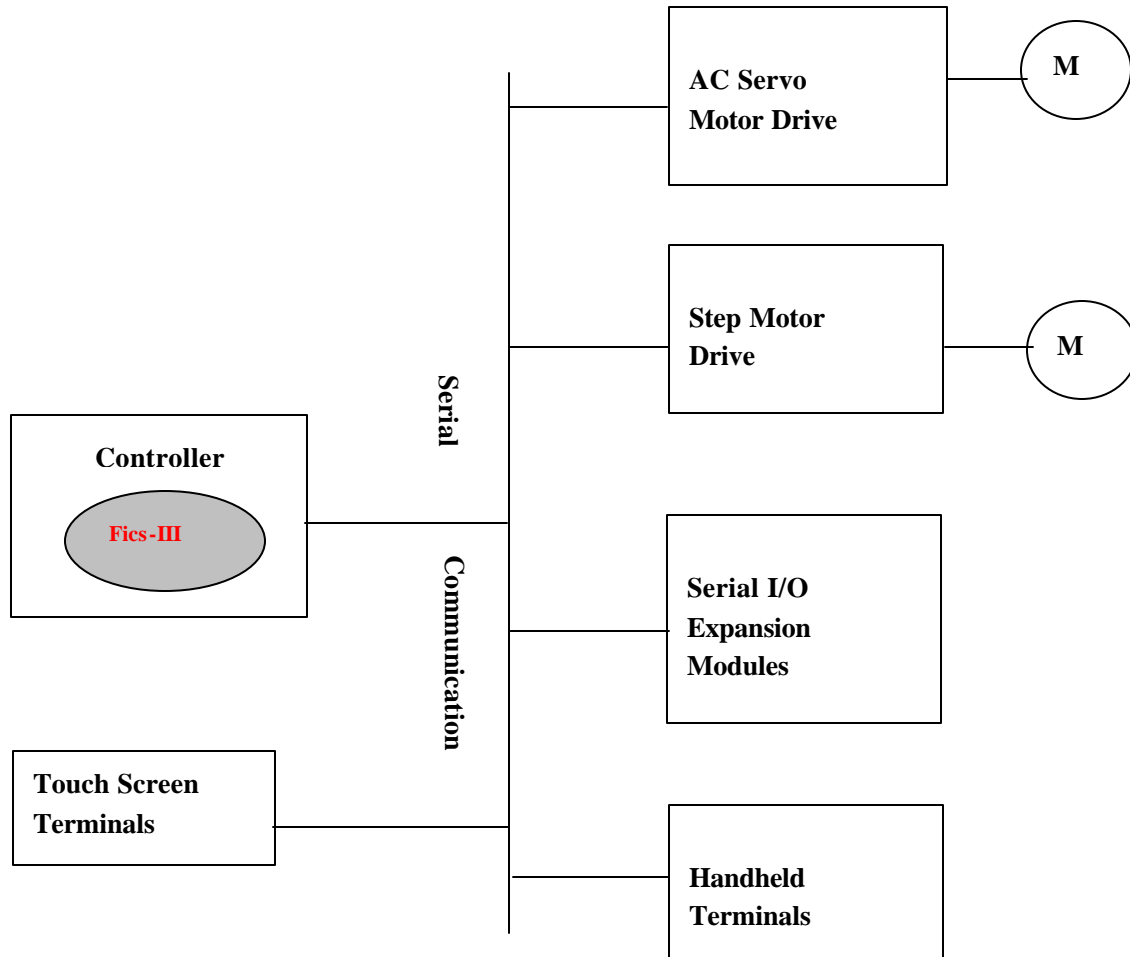 AC Servo
Motor Drive
M
Step Motor
Drive
M
Serial
Communication
Controller
Fics-III
Serial I/O
Expansion
Modules
Touch Screen
Terminals
Handheld
Terminals